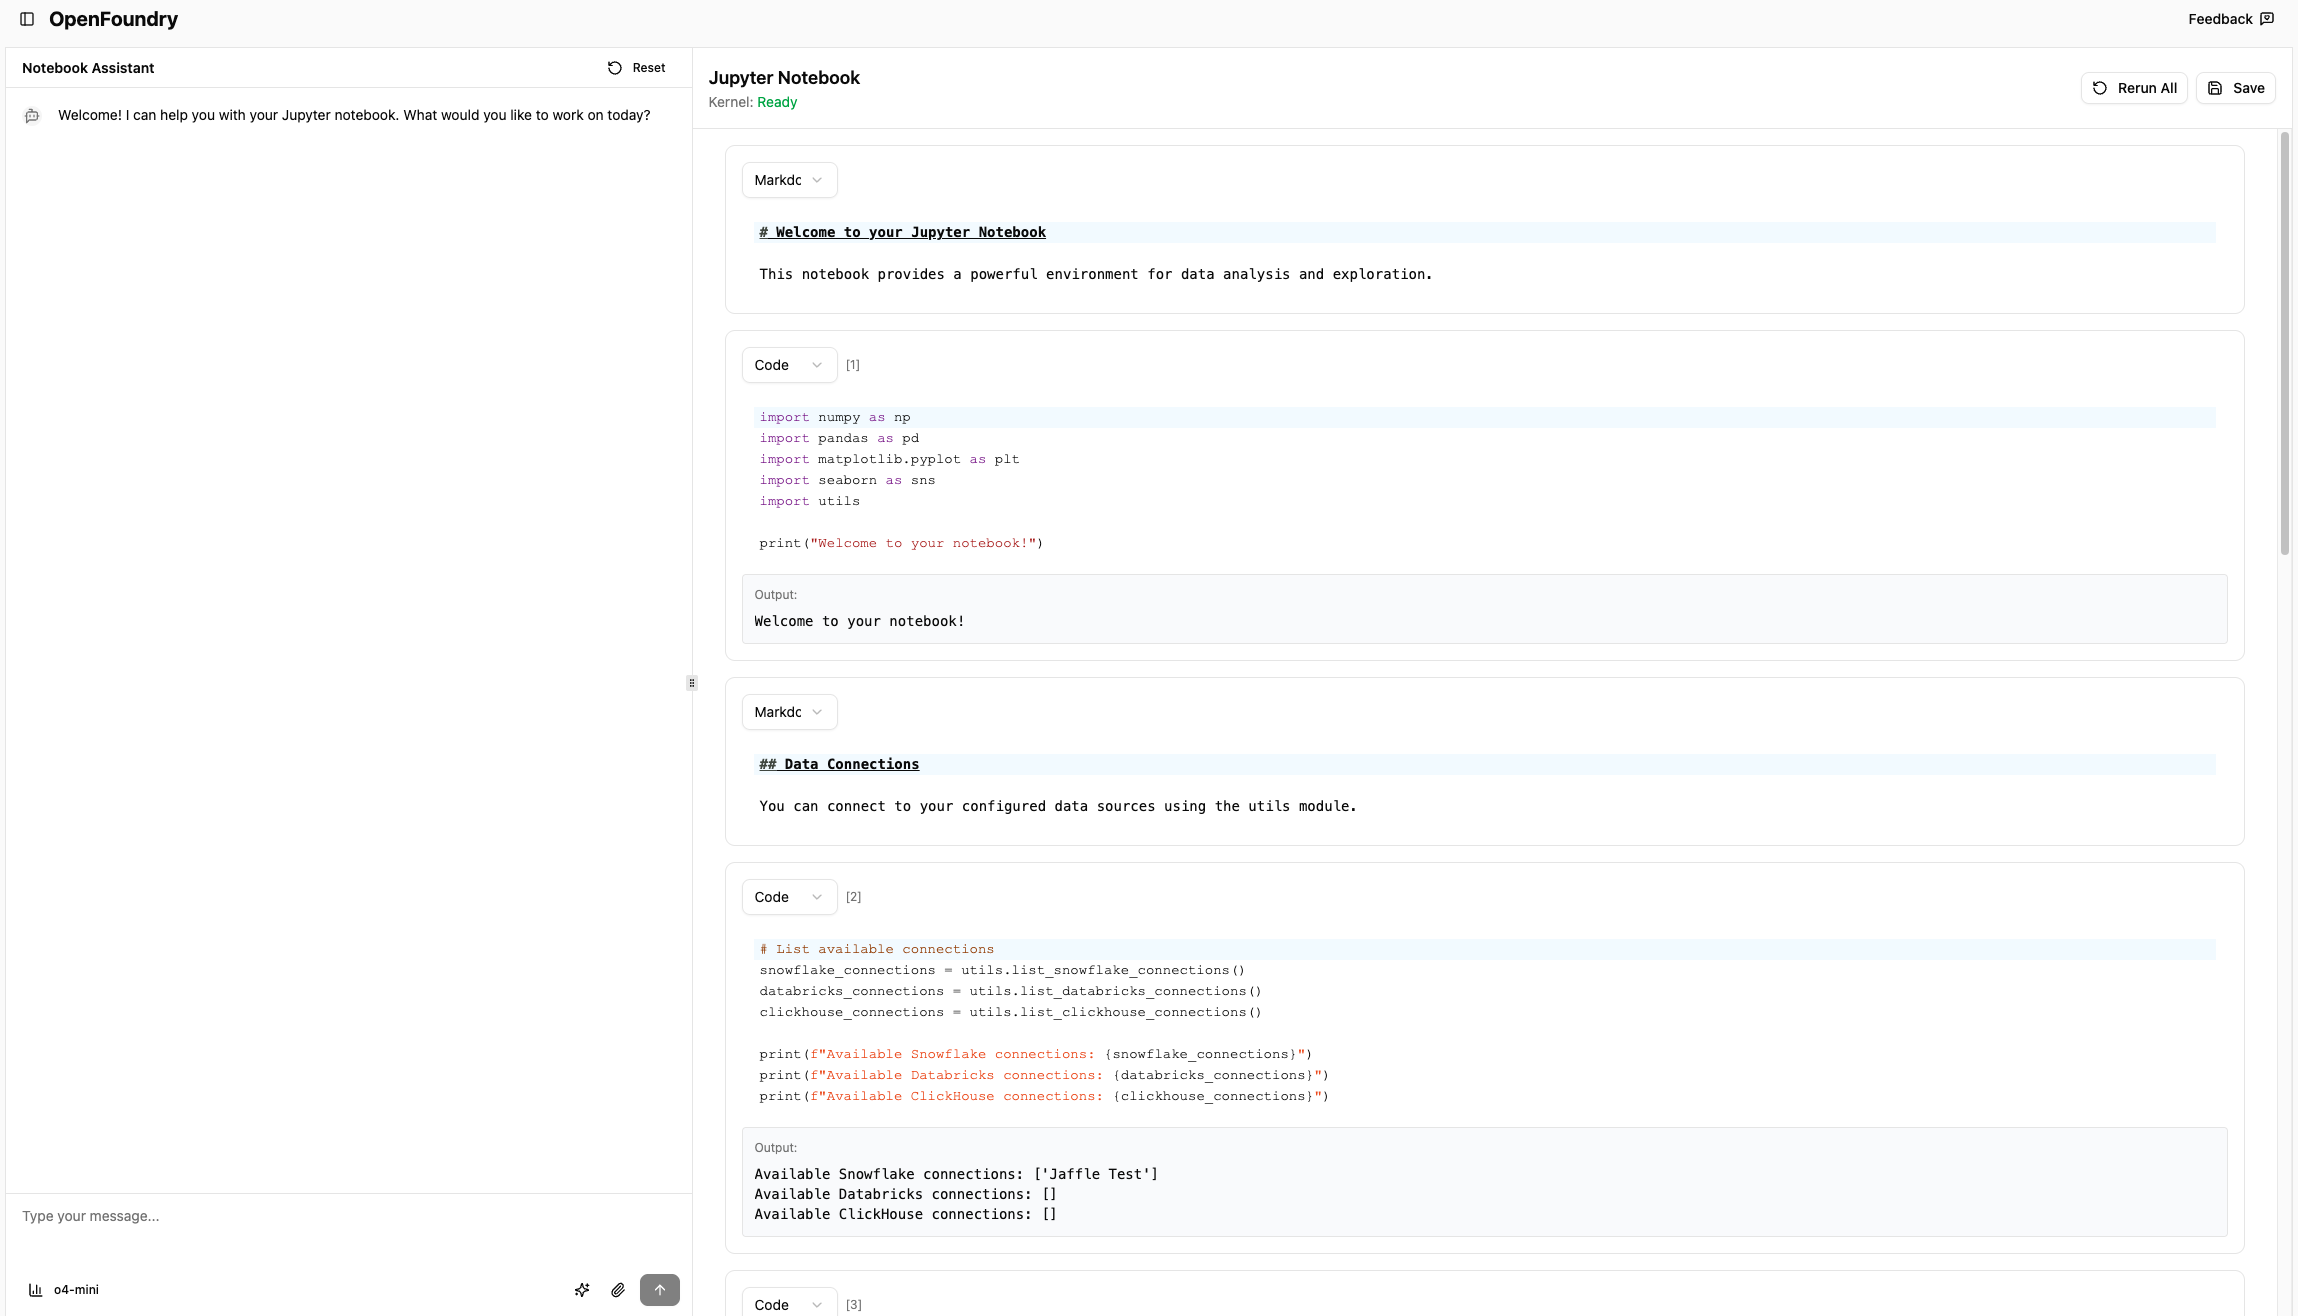 OpenFoundry
Feedback
Notebook Assistant
Reset
Welcome! I can help you with your Jupyter notebook. What would you like to work on today?
Type your message...
o4-mini
Jupyter Notebook
Kernel: Ready
Rerun All
Save
Markdc
# Welcome to your Jupyter Notebook
This notebook provides a powerful environment for data analysis and exploration.
Code [1]
import numpy as np
import pandas as pd
import matplotlib.pyplot as plt
import seaborn as sns
import utils
print("Welcome to your notebook!")
Output:
Welcome to your notebook!
Markdc
## Data Connections
You can connect to your configured data sources using the utils module.
Code [2]
# List available connections
snowflake_connections = utils.list_snowflake_connections()
databricks_connections = utils.list_databricks_connections()
clickhouse_connections = utils.list_clickhouse_connections()
print(f"Available Snowflake connections: {snowflake_connections}")
print(f"Available Databricks connections: {databricks_connections}")
print(f"Available ClickHouse connections: {clickhouse_connections}")
Output:
Available Snowflake connections: ['Jaffle Test']
Available Databricks connections: []
Available ClickHouse connections: []
Code [3]